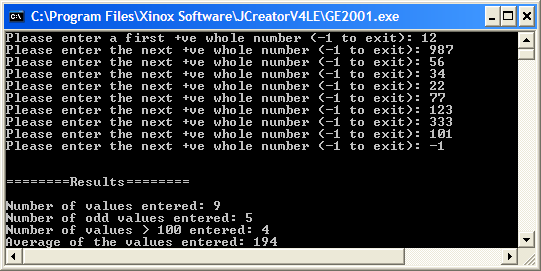 C:\Program Files\Xinox Software\JCreatorV4LE\GE2001.exe
Please enter a first +ve whole number (-1 to exit): 12
Please enter the next +ve whole number (-1 to exit): 987
Please enter the next +ve whole number (-1 to exit): 56
Please enter the next +ve whole number (-1 to exit): 34
Please enter the next +ve whole number (-1 to exit): 22
Please enter the next +ve whole number (-1 to exit): 77
Please enter the next +ve whole number (-1 to exit): 123
Please enter the next +ve whole number (-1 to exit): 333
Please enter the next +ve whole number (-1 to exit): 101
Please enter the next +ve whole number (-1 to exit): -1
========Results========
Number of values entered: 9
Number of odd values entered: 5
Number of values > 100 entered: 4
Average of the values entered: 194